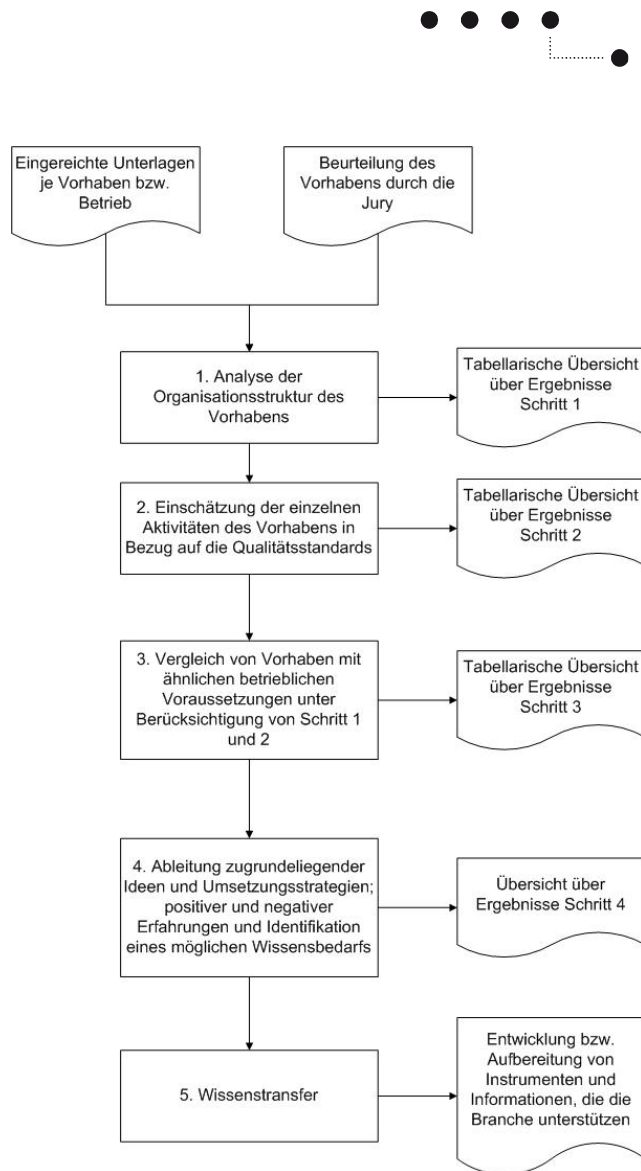 Eingereichte Unterlagen
je Vorhaben bzw.
Betrieb
Beurteilung des
Vorhabens durch die
Jury
1. Analyse der
Organisationsstruktur des
Vorhabens
Tabellarische Übersicht
über Ergebnisse
Schritt 1
2. Einschätzung der einzelnen
Aktivitäten des Vorhabens in
Bezug auf die Qualitätsstandards
Tabellarische Übersicht
über Ergebnisse
Schritt 2
3. Vergleich von Vorhaben mit
ähnlichen betrieblichen
Voraussetzungen unter
Berücksichtigung von Schritt 1
und 2
Tabellarische Übersicht
über Ergebnisse
Schritt 3
4. Ableitung zugrundeliegender
Ideen und Umsetzungsstrategien;
positiver und negativer
Erfahrungen und Identifikation
eines möglichen Wissensbedarfs
Übersicht über
Ergebnisse Schritt 4
5. Wissenstransfer
Entwicklung bzw.
Aufbereitung von
Instrumenten und
Informationen, die die
Branche unterstützen